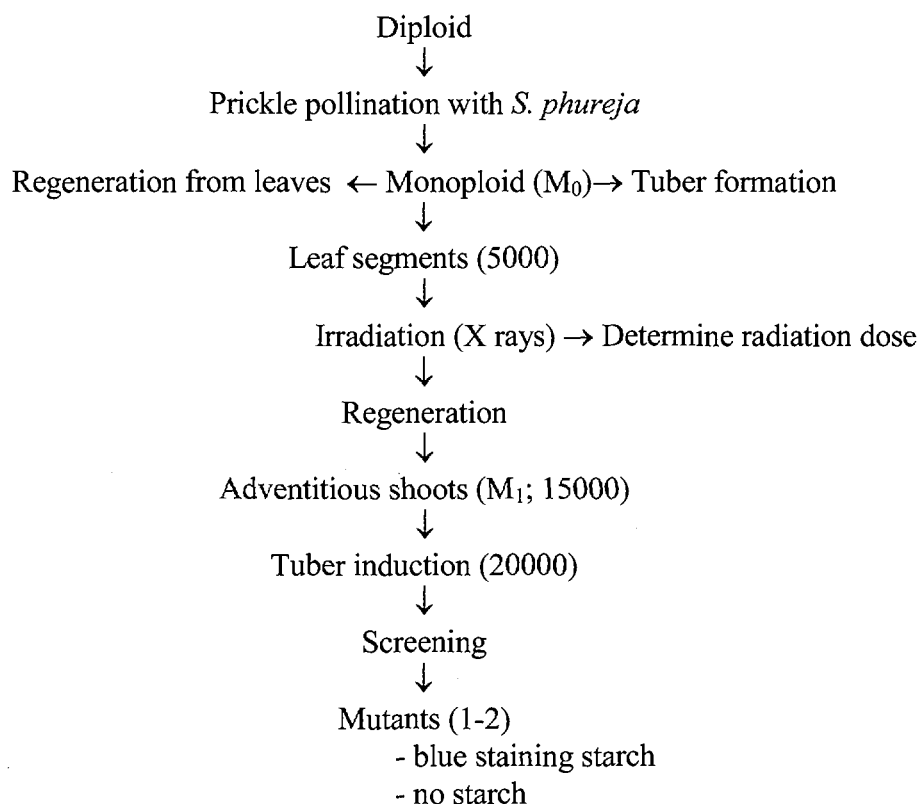 Diploid
↓
Prickle pollination with S. phureja
↓
Regeneration from leaves ← Monoploid (M₀)→ Tuber formation
↓
Leaf segments (5000)
↓
Irradiation (X rays) → Determine radiation dose
↓
Regeneration
↓
Adventitious shoots (M₁; 15000)
↓
Tuber induction (20000)
↓
Screening
↓
Mutants (1-2)
- blue staining starch
- no starch